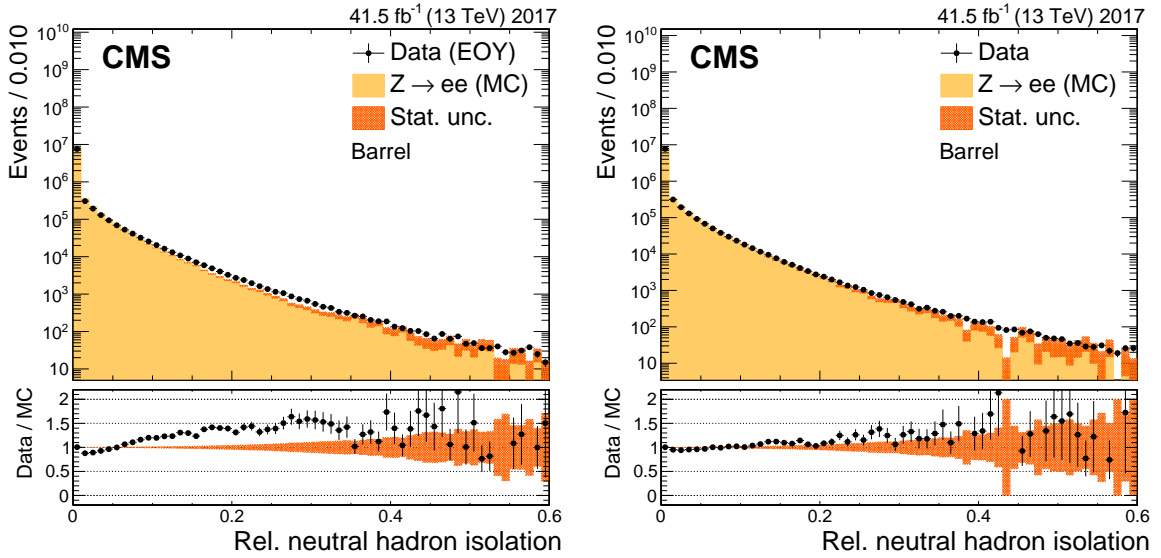 41.5 fb⁻¹ (13 TeV) 2017
CMS
Data (EOY)
Z → ee (MC)
Stat. unc.
Barrel
Events / 0.010
10¹⁰
10⁹
10⁸
10⁷
10⁶
10⁵
10⁴
10³
10²
10
Data / MC
2
1.5
1
0.5
0
0 0.2 0.4 0.6
Rel. neutral hadron isolation
41.5 fb⁻¹ (13 TeV) 2017
CMS
Data
Z → ee (MC)
Stat. unc.
Barrel
Events / 0.010
10¹⁰
10⁹
10⁸
10⁷
10⁶
10⁵
10⁴
10³
10²
10
Data / MC
2
1.5
1
0.5
0
0 0.2 0.4 0.6
Rel. neutral hadron isolation